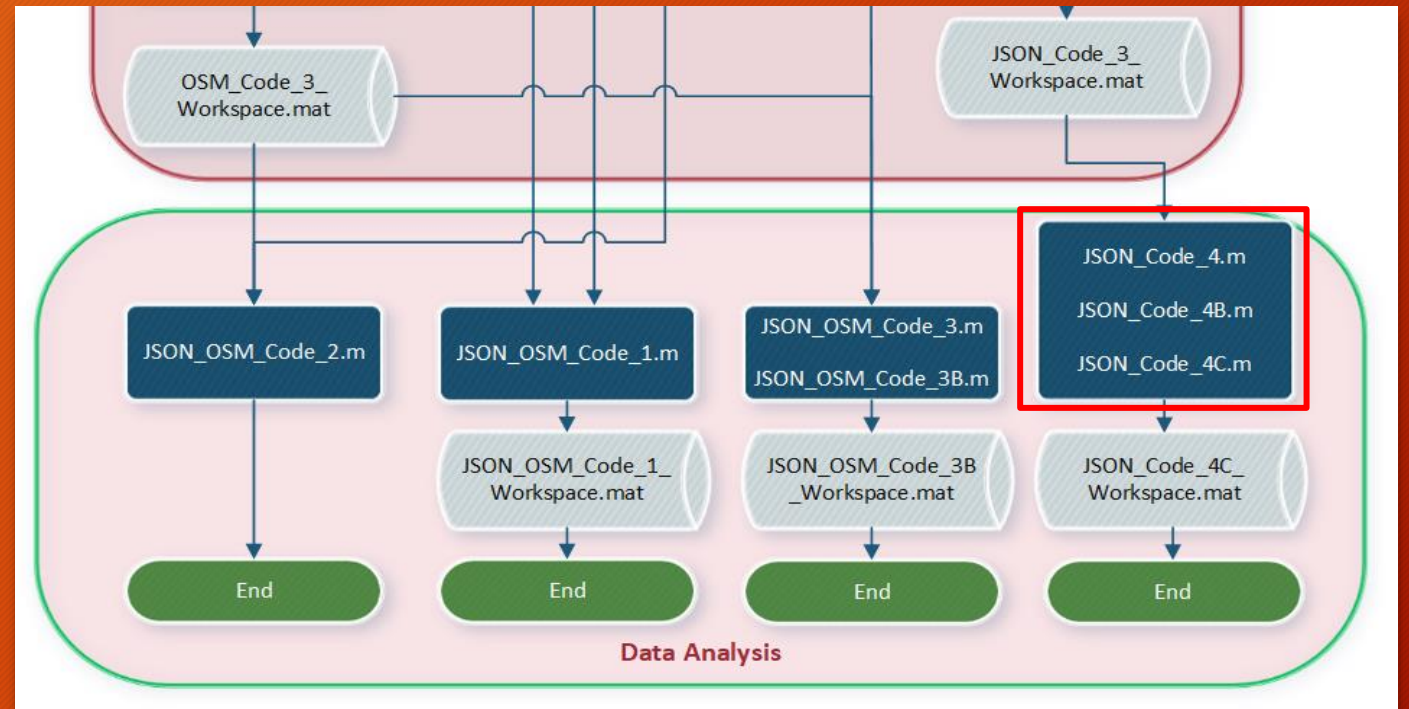 OSM_Code_3_
Workspace.mat
JSON_Code_3_
Workspace.mat
JSON_OSM_Code_2.m
JSON_OSM_Code_1.m
JSON_OSM_Code_3.m
JSON_OSM_Code_3B.m
JSON_Code_4.m
JSON_Code_4B.m
JSON_Code_4C.m
JSON_OSM_Code_1_
Workspace.mat
JSON_OSM_Code_3B
_Workspace.mat
JSON_Code_4C_
Workspace.mat
End
End
End
End
Data Analysis